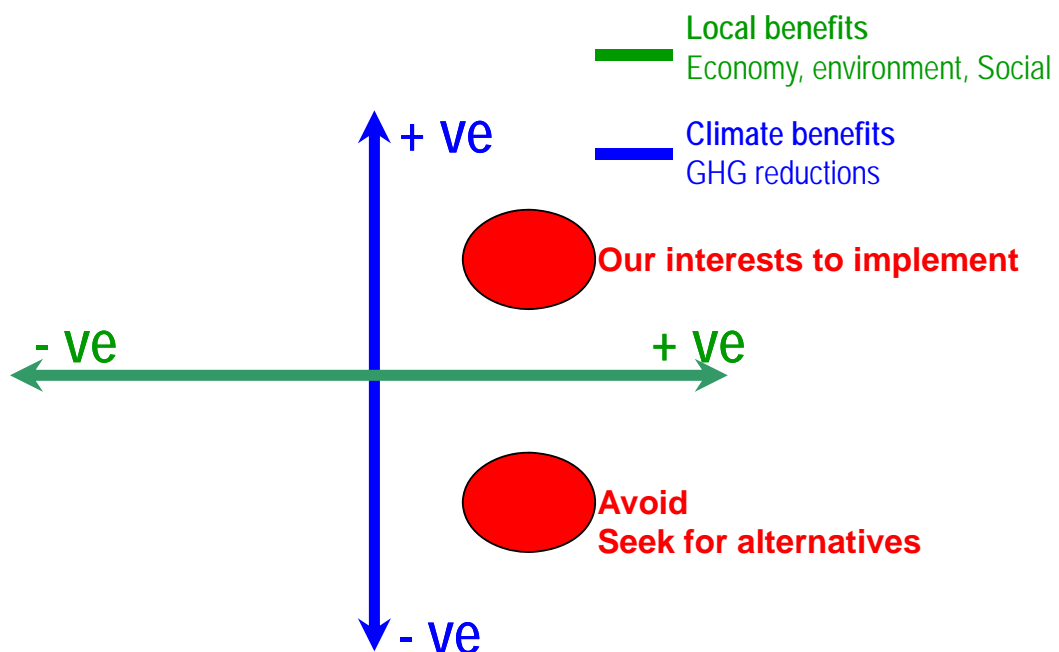 Local benefits
Economy, environment, Social
+ ve
Climate benefits
GHG reductions
Our interests to implement
- ve
+ ve
Avoid
Seek for alternatives
- ve